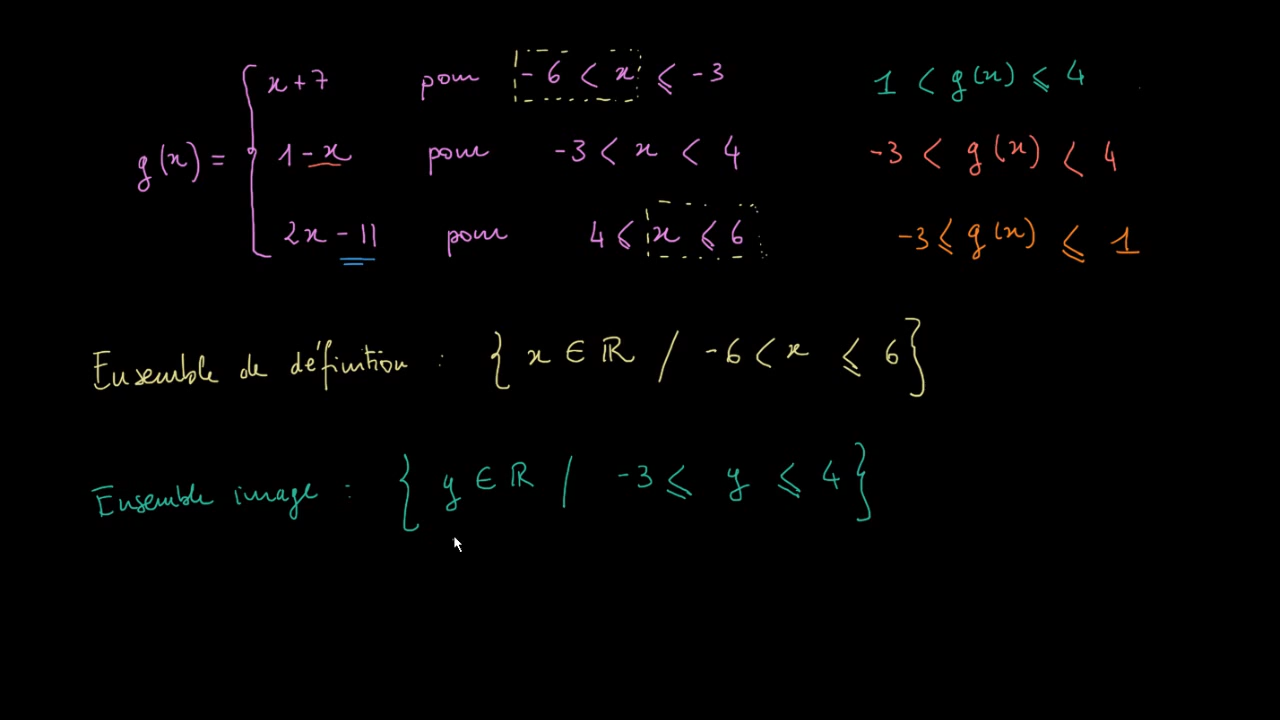 x+7 pour -6 < x ⩽ -3 1 < g(x) ⩽ 4
g(x) = { 1-x pour -3 < x < 4 -3 < g(x) < 4
2x - 11 pour 4 ⩽ x ⩽ 6 -3 ⩽ g(x) ⩽ 1
Ensemble de définition : { x ∈ ℝ / -6 < x ⩽ 6 }
Ensemble image : { y ∈ ℝ / -3 ⩽ y ⩽ 4 }